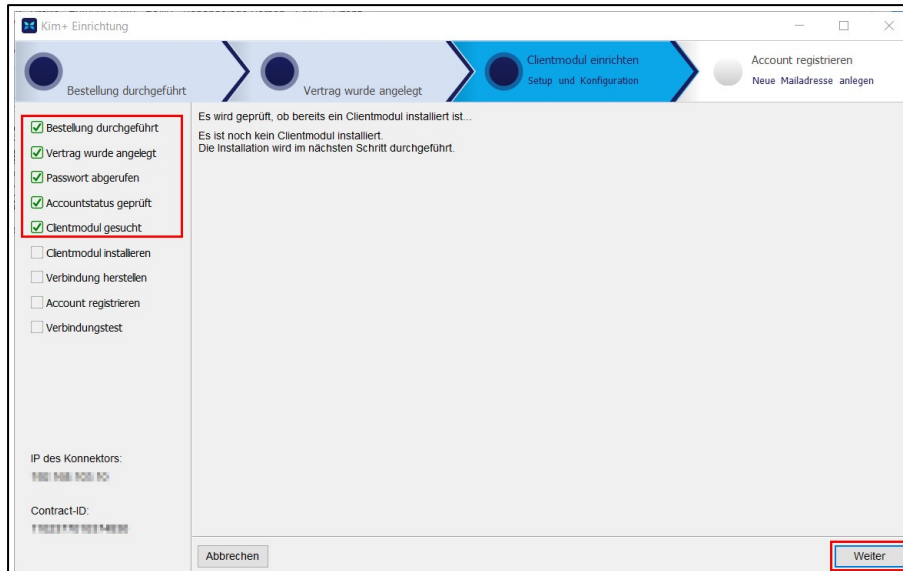 Kim+ Einrichtung
Bestellung durchgeführt
Vertrag wurde angelegt
Clientmodul einrichten
Setup und Konfiguration
Account registrieren
Neue Mailadresse anlegen
Bestellung durchgeführt
Vertrag wurde angelegt
Passwort abgerufen
Accountstatus geprüft
Clientmodul gesucht
Clientmodul installieren
Verbindung herstellen
Account registrieren
Verbindungstest
IP des Konnektors:
Contract-ID:
Es wird geprüft, ob bereits ein Clientmodul installiert ist...
Es ist noch kein Clientmodul installiert.
Die Installation wird im nächsten Schritt durchgeführt.
Abbrechen
Weiter